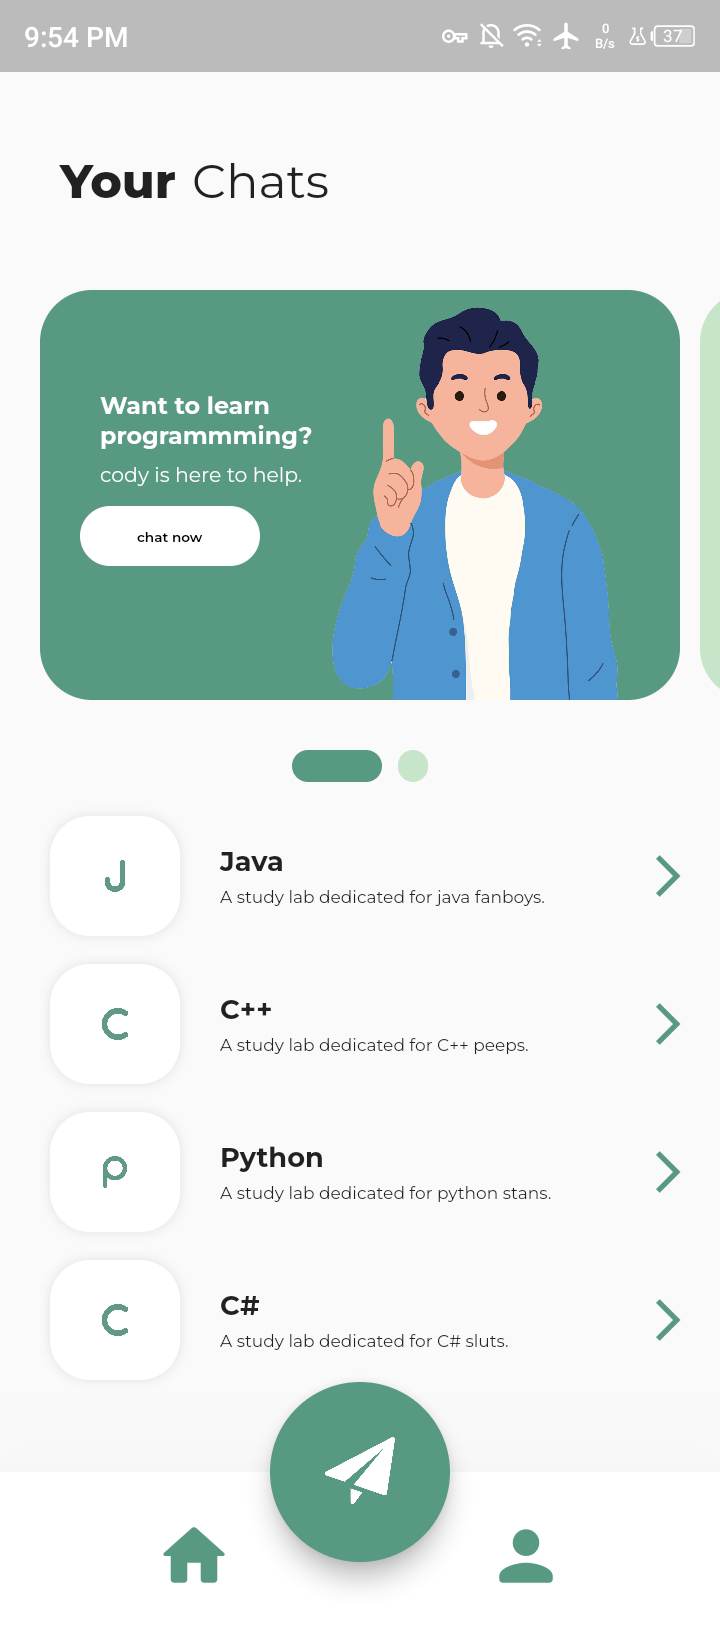 9:54 PM
0
B/s
37
Your Chats
Want to learn
programmming?
cody is here to help.
chat now
J
Java
A study lab dedicated for java fanboys.
C
C++
A study lab dedicated for C++ peeps.
P
Python
A study lab dedicated for python stans.
C
C#
A study lab dedicated for C# sluts.